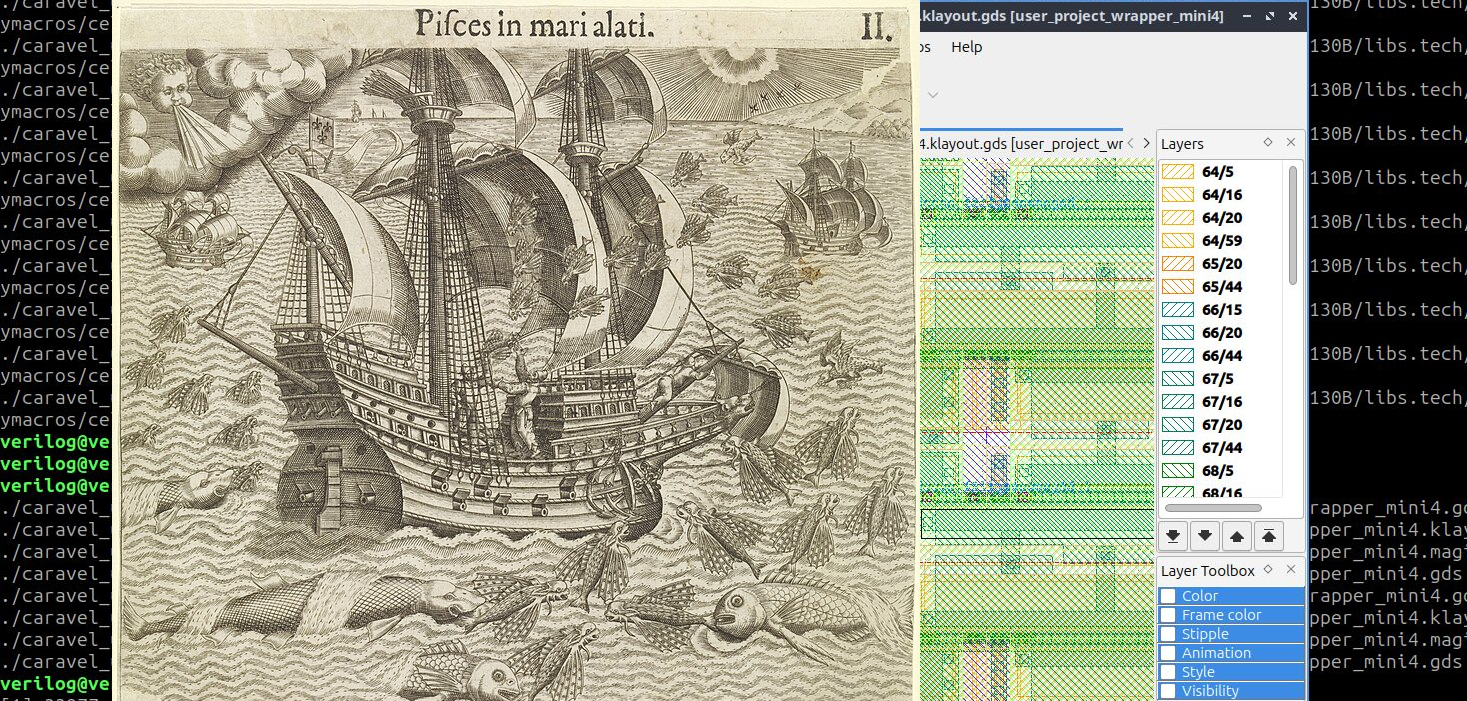 ./caravel_
ymacros/ce
./caravel_
ymacros/ce
./caravel_
ymacros/ce
./caravel_
ymacros/ce
./caravel_
ymacros/ce
./caravel_
ymacros/ce
./caravel_
ymacros/ce
./caravel_
ymacros/ce
./caravel_
ymacros/ce
./caravel_
ymacros/ce
verilog@ve
verilog@ve
verilog@ve
./caravel_
./caravel_
./caravel_
./caravel_
./caravel_
./caravel_
./caravel_
./caravel_
verilog@ve
Piſces in mari alati. II.
.klayout.gds [user_project_wrapper_mini4]
os Help
4.klayout.gds [user_project_wr
Layers
64/5
64/16
64/20
64/59
65/20
65/44
66/15
66/20
66/44
67/5
67/16
67/20
67/44
68/5
68/16
Layer Toolbox
Color
Frame color
Stipple
Animation
Style
Visibility
130B/libs.tech/
130B/libs.tech/
130B/libs.tech/
130B/libs.tech/
130B/libs.tech/
130B/libs.tech/
130B/libs.tech/
130B/libs.tech/
130B/libs.tech/
130B/libs.tech/
rapper_mini4.gd
pper_mini4.klay
pper_mini4.magi
pper_mini4.gds
rapper_mini4.gd
pper_mini4.klay
pper_mini4.magi
pper_mini4.gds